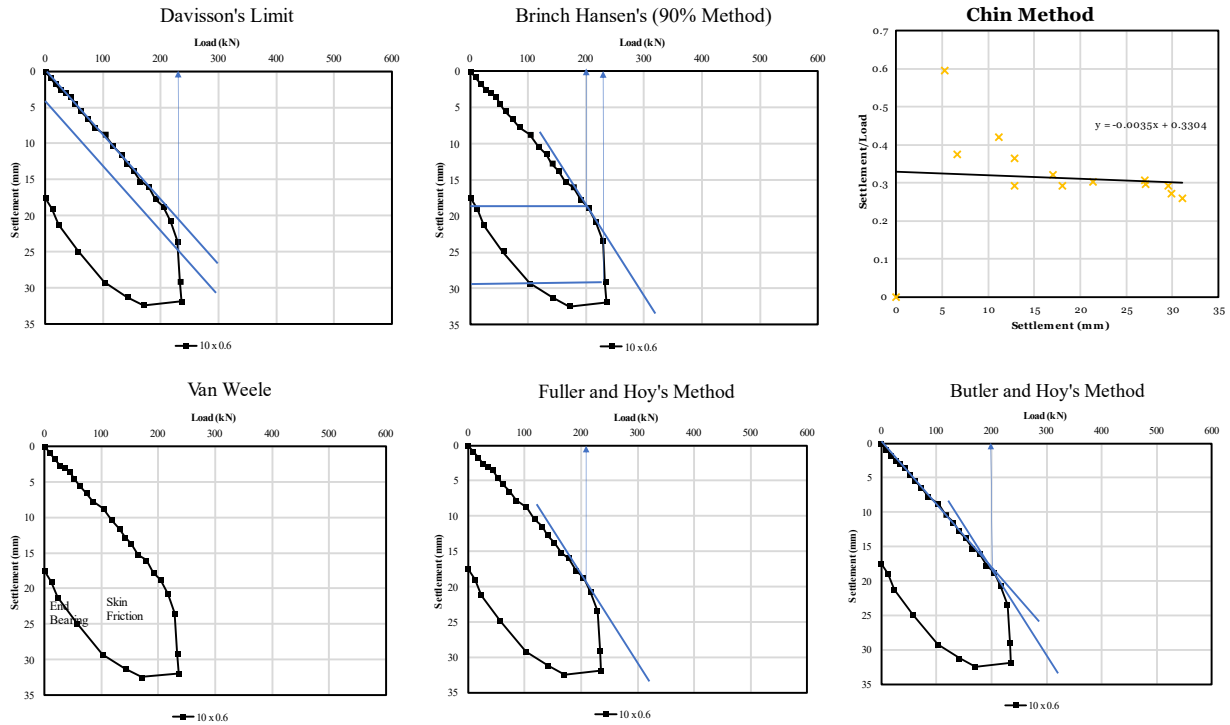 Davisson's Limit
Load (kN)
0 100 200 300 400 500 600
0
5
10
15
20
25
30
35
Settlement (mm)
10 x 0.6
Brinch Hansen's (90% Method)
Load (kN)
0 100 200 300 400 500 600
0
5
10
15
20
25
30
35
Settlement (mm)
10 x 0.6
Chin Method
0.7
0.6
0.5
0.4
0.3
0.2
0.1
0
Settlement/Load
y = -0.0035x + 0.3304
0 5 10 15 20 25 30 35
Settlement (mm)
Van Weele
Load (kN)
0 100 200 300 400 500 600
0
5
10
15
20
25
30
35
Settlement (mm)
End
Bearing
Skin
Friction
10 x 0.6
Fuller and Hoy's Method
Load (kN)
0 100 200 300 400 500 600
0
5
10
15
20
25
30
35
Settlement (mm)
10 x 0.6
Butler and Hoy's Method
Load (kN)
0 100 200 300 400 500 600
0
5
10
15
20
25
30
35
Settlement (mm)
10 x 0.6